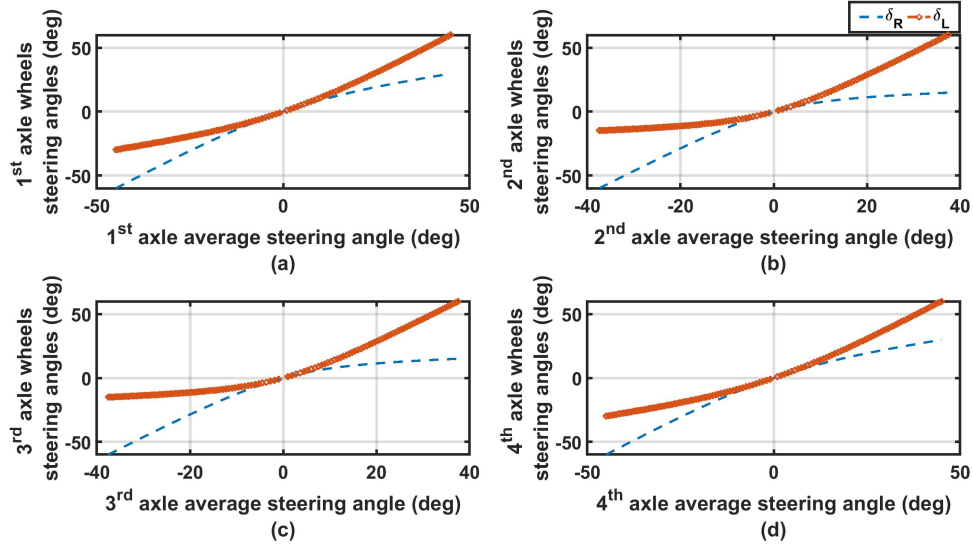 δR δL
1st axle wheels
steering angles (deg)
50
0
-50
-50 0 50
1st axle average steering angle (deg)
(a)
2nd axle wheels
steering angles (deg)
50
0
-50
-40 -20 0 20 40
2nd axle average steering angle (deg)
(b)
3rd axle wheels
steering angles (deg)
50
0
-50
-40 -20 0 20 40
3rd axle average steering angle (deg)
(c)
4th axle wheels
steering angles (deg)
50
0
-50
-50 0 50
4th axle average steering angle (deg)
(d)